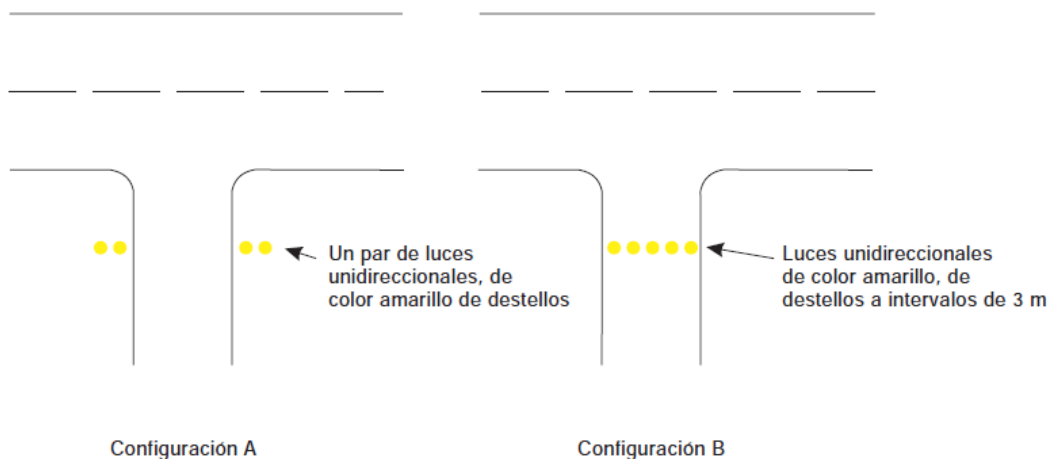 Un par de luces
unidireccionales, de
color amarillo de destellos
Luces unidireccionales
de color amarillo, de
destellos a intervalos de 3 m
Configuración A
Configuración B